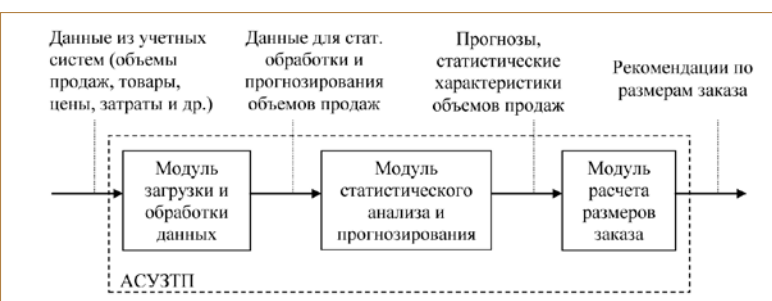 Данные из учетных
систем (объемы
продаж, товары,
цены, затраты и др.)
Данные для стат.
обработки и
прогнозирования
объемов продаж
Прогнозы,
статистические
характеристики
объемов продаж
Рекомендации по
размерам заказа
Модуль
загрузки и
обработки
данных
Модуль
статистического
анализа и
прогнозирования
Модуль
расчета
размеров
заказа
АСУЗТП